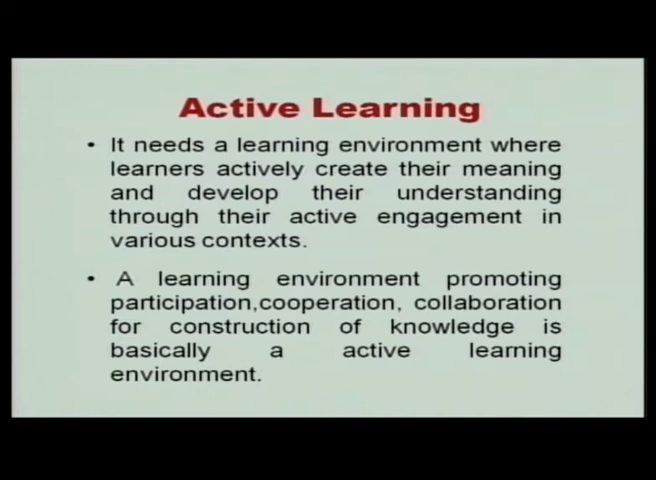 Active Learning
• It needs a learning environment where
learners actively create their meaning
and develop their understanding
through their active engagement in
various contexts.
• A learning environment promoting
participation,cooperation, collaboration
for construction of knowledge is
basically a active learning
environment.